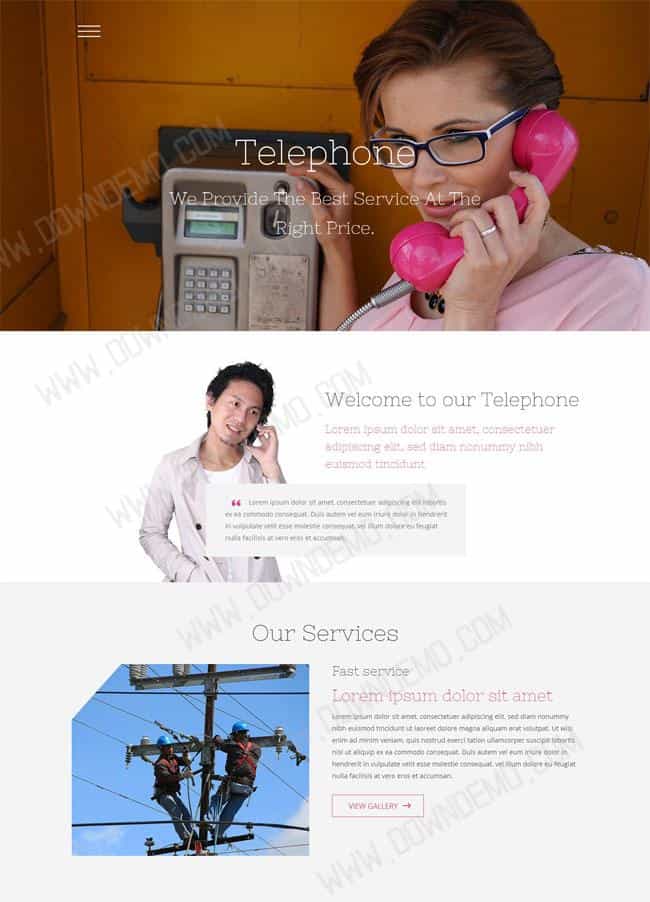 Telephone
We Provide The Best Service At The
Right Price.
WWW.DOWNDEMO.COM
Welcome to our Telephone
Lorem ipsum dolor sit amet, consectetuer
adipiscing elit, sed diam nonummy nibh
euismod tincidunt
Lorem ipsum dolor sit amet, consectetuer adipiscing elit lobortis
ex ea commodo consequat. Duis autem vel eum iriure dolor in hendrerit
in vulputate velit esse molestie consequat, vel illum dolore eu feugiat
nulla facilisis at vero eros et accumsan.
Our Services
Fast service
Lorem ipsum dolor sit amet
Lorem ipsum dolor sit amet, consectetuer adipiscing elit, sed diam nonummy
nibh euismod tincidunt ut laoreet dolore magna aliquam erat volutpat. Ut wisi
enim ad minim veniam, quis nostrud exerci tation ullamcorper suscipit lobortis
nisl ut aliquip ex ea commodo consequat. Duis autem vel eum iriure dolor in
hendrerit in vulputate velit esse molestie consequat, vel illum dolore eu feugiat
nulla facilisis at vero eros et accumsan.
VIEW GALLERY